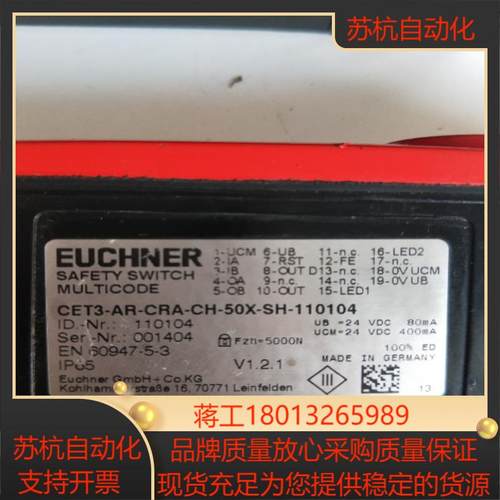 苏杭自动化
EUCHNER
SAFETY SWITCH
MULTICODE
1-UCM 6-UB 11-n.c. 16-LED2
2-IA 7-RST 12-FE 17-n.c.
3-IB 8-OUT D 13-n.c. 18-0V UCM
4-OA 9-n.c. 14-n.c. 19-0V UB
5-OB 10-OUT 15-LED1
CET3-AR-CRA-CH-50X-SH-110104
ID.-Nr.: 110104
UB =24 VDC 80mA
Ser-Nr.: 001404
Fzh=5000N
UCM=24 VDC 400mA
EN 60947-5-3
100% ED
IP65
V1.2.1
MADE IN GERMANY
Euchner GmbH+Co KG
70771 Leinfelden
III
13
蒋工18013265989
苏杭自动化
支持开票
品牌质量放心采购质量保证
现货充足为您提供稳定的货源